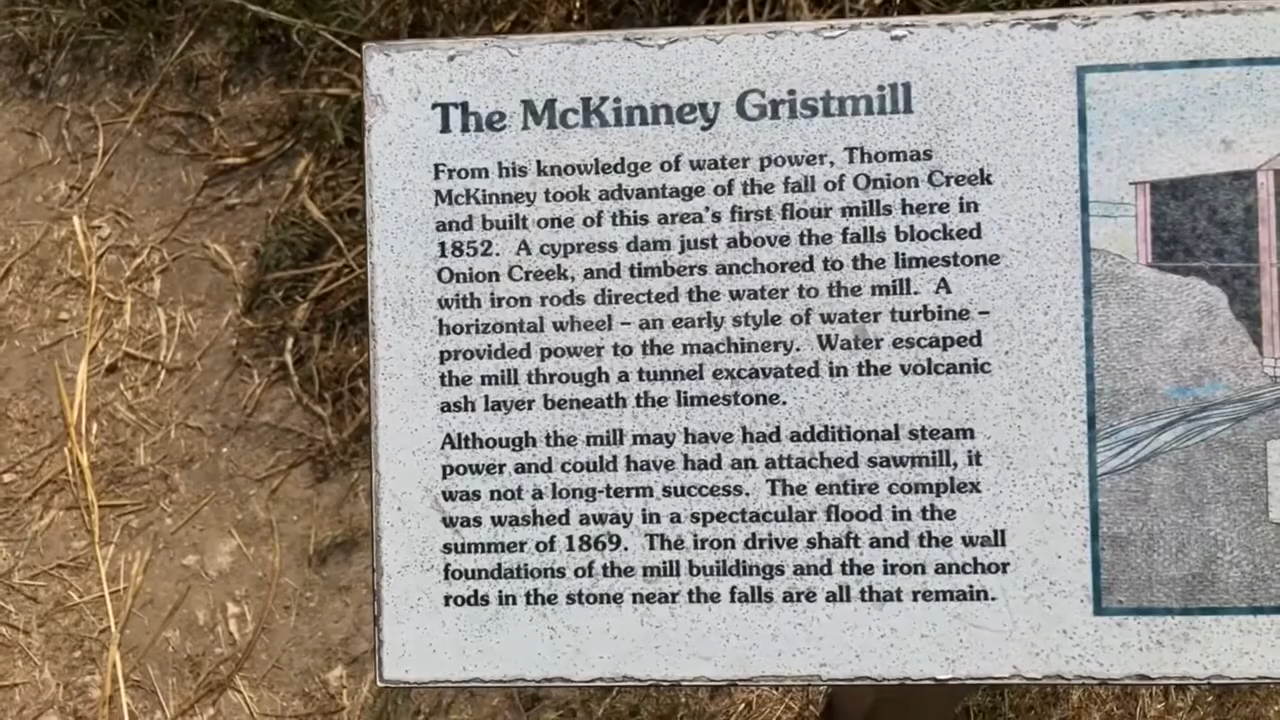 The McKinney Gristmill
From his knowledge of water power, Thomas
McKinney took advantage of the fall of Onion Creek
and built one of this area's first flour mills here in
1852. A cypress dam just above the falls blocked
Onion Creek, and timbers anchored to the limestone
with iron rods directed the water to the mill. A
horizontal wheel – an early style of water turbine –
provided power to the machinery. Water escaped
the mill through a tunnel excavated in the volcanic
ash layer beneath the limestone.
Although the mill may have had additional steam
power and could have had an attached sawmill, it
was not a long-term success. The entire complex
was washed away in a spectacular flood in the
summer of 1869. The iron drive shaft and the wall
foundations of the mill buildings and the iron anchor
rods in the stone near the falls are all that remain.